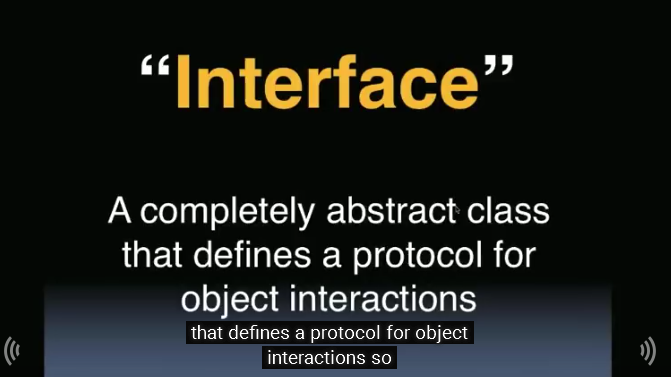 “Interface”
A completely abstract class
that defines a protocol for
object interactions
that defines a protocol for object
interactions so